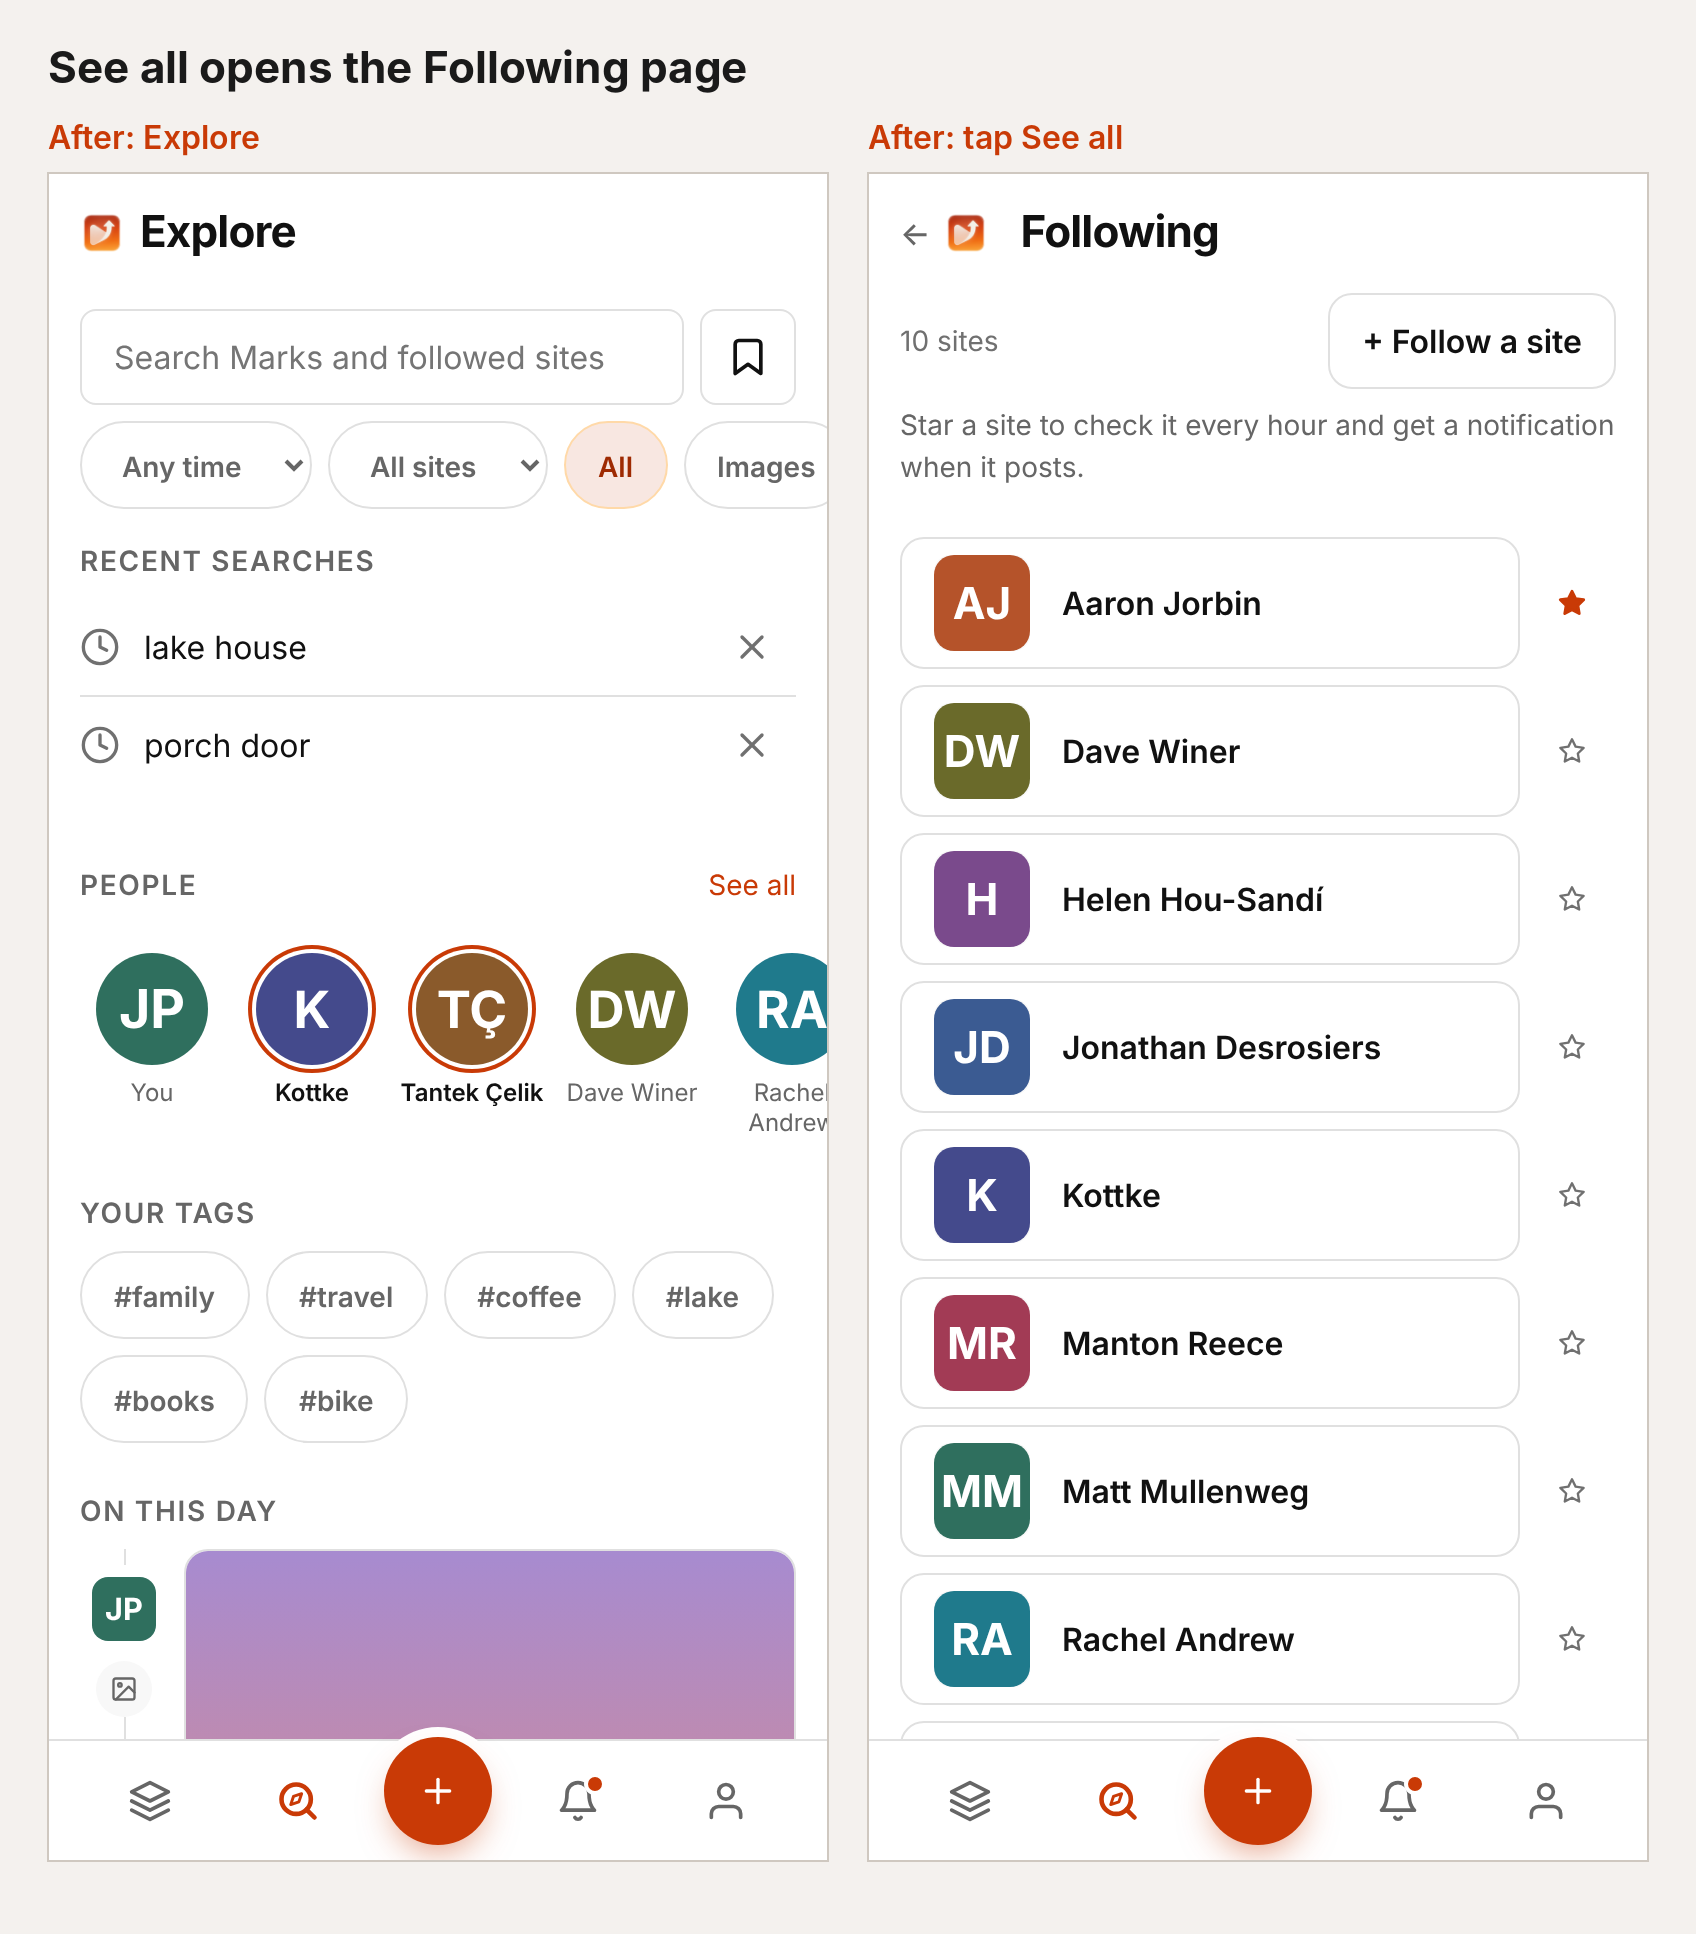 See all opens the Following page
After: Explore
Explore
Search Marks and followed sites
Any time
All sites
All
Images
RECENT SEARCHES
lake house
porch door
PEOPLE
See all
JP
K
TÇ
DW
RA
You
Kottke
Tantek Çelik
Dave Winer
Rachel
Andrew
YOUR TAGS
#family
#travel
#coffee
#lake
#books
#bike
ON THIS DAY
JP
After: tap See all
Following
10 sites
+ Follow a site
Star a site to check it every hour and get a notification
when it posts.
AJ
Aaron Jorbin
DW
Dave Winer
H
Helen Hou-Sandí
JD
Jonathan Desrosiers
K
Kottke
MR
Manton Reece
MM
Matt Mullenweg
RA
Rachel Andrew